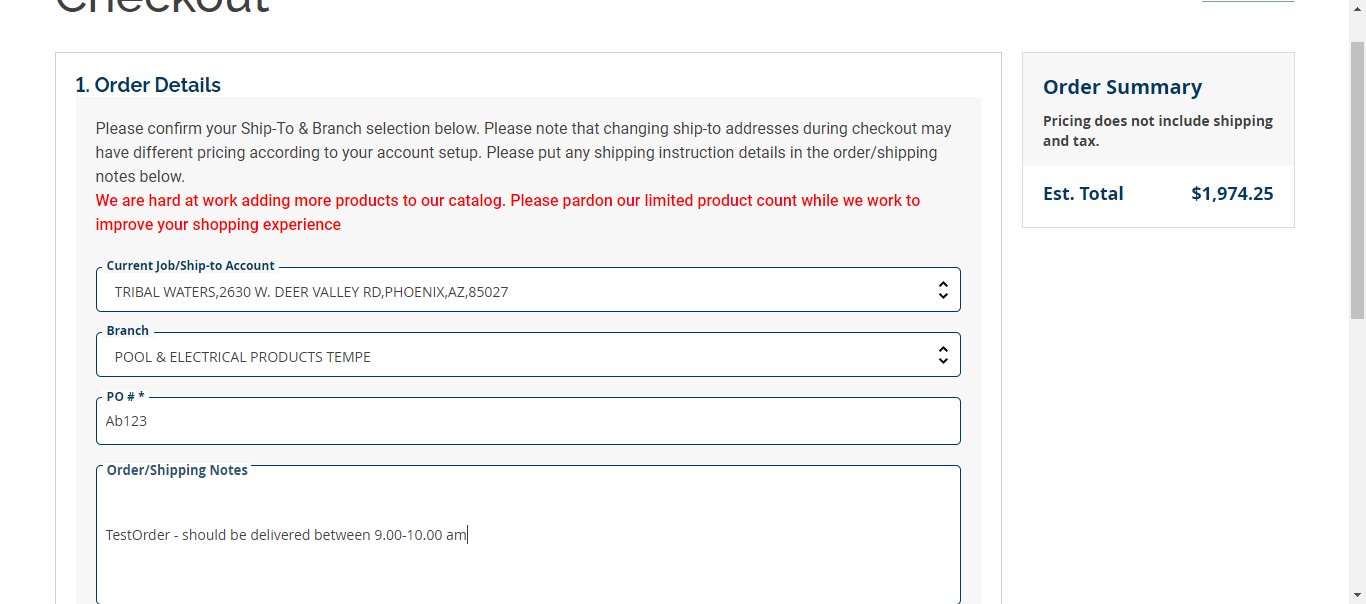 Checkout
1. Order Details
Please confirm your Ship-To & Branch selection below. Please note that changing ship-to addresses during checkout may
have different pricing according to your account setup. Please put any shipping instruction details in the order/shipping
notes below.
We are hard at work adding more products to our catalog. Please pardon our limited product count while we work to
improve your shopping experience
Current Job/Ship-to Account
TRIBAL WATERS,2630 W. DEER VALLEY RD,PHOENIX,AZ,85027
Branch
POOL & ELECTRICAL PRODUCTS TEMPE
PO # *
Ab123
Order/Shipping Notes
TestOrder - should be delivered between 9.00-10.00 am
Order Summary
Pricing does not include shipping
and tax.
Est. Total $1,974.25